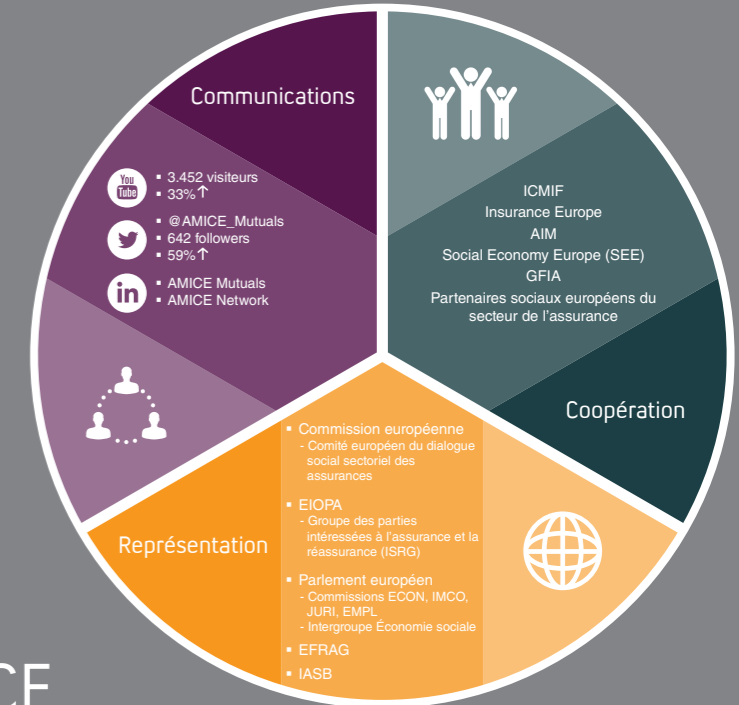 Communications
You
Tube
▪ 3.452 visiteurs
▪ 33%↑
▪ @AMICE_Mutuals
▪ 642 followers
▪ 59%↑
in
▪ AMICE Mutuals
▪ AMICE Network
ICMIF
Insurance Europe
AIM
Social Economy Europe (SEE)
GFIA
Partenaires sociaux européens du
secteur de l'assurance
Coopération
Représentation
▪ Commission européenne
- Comité européen du dialogue
social sectoriel des
assurances
▪ EIOPA
- Groupe des parties
intéressées à l'assurance et la
réassurance (ISRG)
▪ Parlement européen
- Commissions ECON, IMCO,
JURI, EMPL
- Intergroupe Économie sociale
▪ EFRAG
▪ IASB